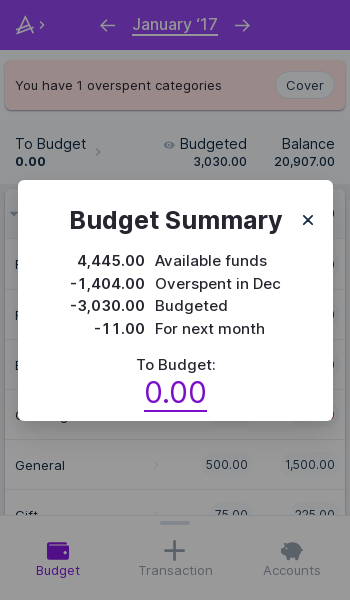 January ‘17
You have 1 overspent categories
Cover
To Budget
0.00
Budgeted
3,030.00
Balance
20,907.00
Budget Summary
4,445.00 Available funds
-1,404.00 Overspent in Dec
-3,030.00 Budgeted
-11.00 For next month
To Budget:
0.00
General 500.00 1,500.00
Gift 75.00 225.00
Budget
Transaction
Accounts